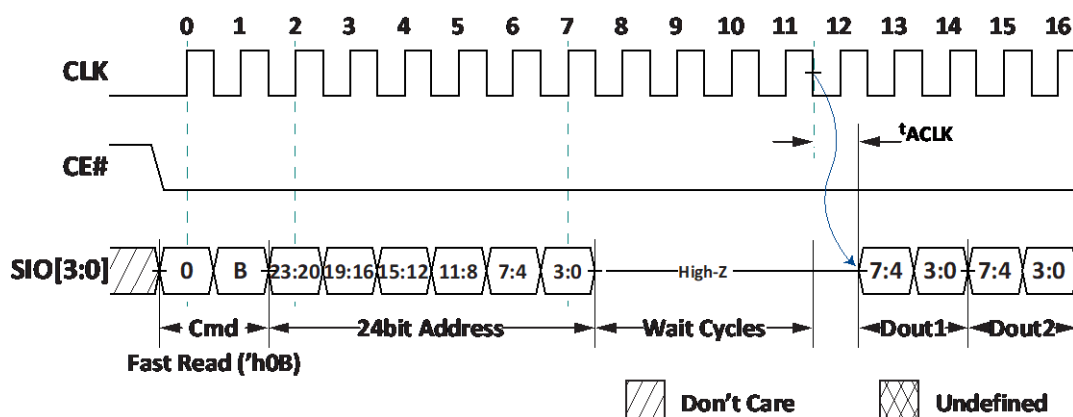 0 1 2 3 4 5 6 7 8 9 10 11 12 13 14 15 16
CLK
tACLK
CE#
SIO[3:0] 0 B 23:20 19:16 15:12 11:8 7:4 3:0 High-Z 7:4 3:0 7:4 3:0
Cmd 24bit Address Wait Cycles Dout1 Dout2
Fast Read ('h0B)
Don't Care Undefined